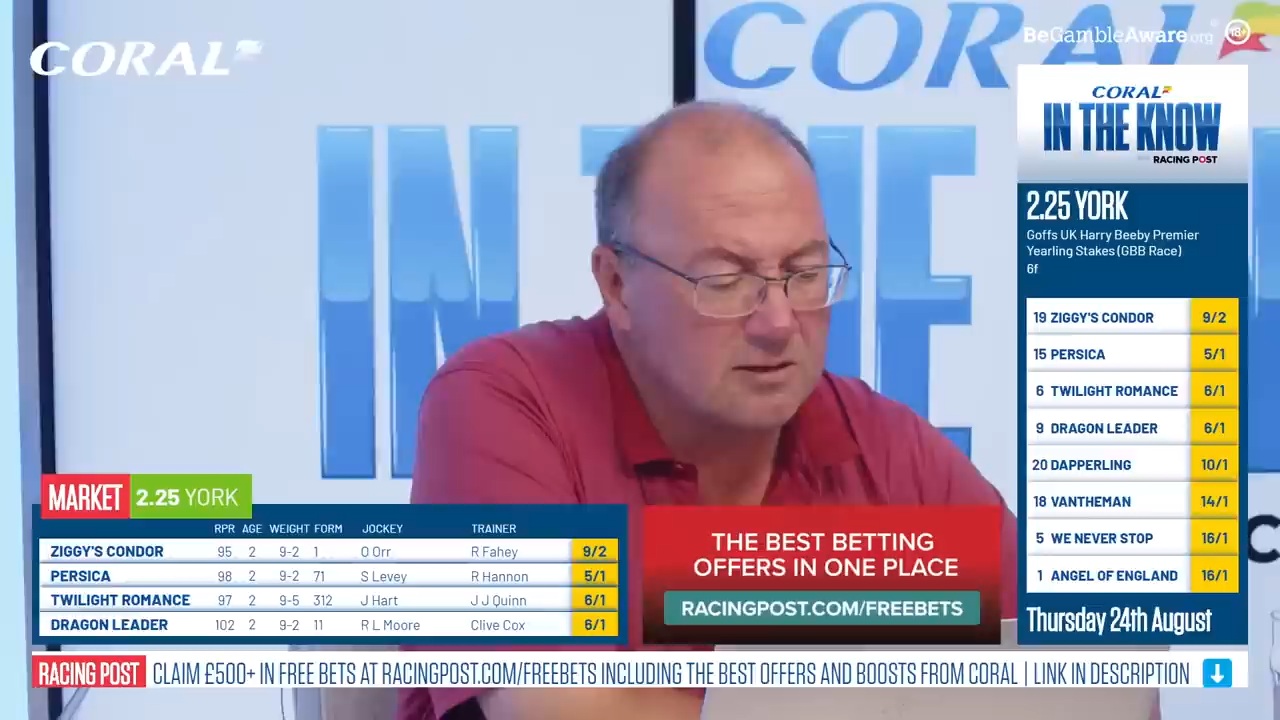 CORAL
CORAL
BeGambleAware.org
18+
IN THE
CORAL
IN THE KNOW
RACING POST
2.25 YORK
Goffs UK Harry Beeby Premier
Yearling Stakes (GBB Race)
6f
19 ZIGGY'S CONDOR 9/2
15 PERSICA 5/1
6 TWILIGHT ROMANCE 6/1
9 DRAGON LEADER 6/1
20 DAPPERLING 10/1
18 VANTHEMAN 14/1
5 WE NEVER STOP 16/1
1 ANGEL OF ENGLAND 16/1
Thursday 24th August
MARKET 2.25 YORK
RPR AGE WEIGHT FORM JOCKEY TRAINER
ZIGGY'S CONDOR 95 2 9-2 1 O Orr R Fahey 9/2
PERSICA 98 2 9-2 71 S Levey R Hannon 5/1
TWILIGHT ROMANCE 97 2 9-5 312 J Hart J J Quinn 6/1
DRAGON LEADER 102 2 9-2 11 R L Moore Clive Cox 6/1
THE BEST BETTING
OFFERS IN ONE PLACE
RACINGPOST.COM/FREEBETS
RACING POST CLAIM £500+ IN FREE BETS AT RACINGPOST.COM/FREEBETS INCLUDING THE BEST OFFERS AND BOOSTS FROM CORAL | LINK IN DESCRIPTION